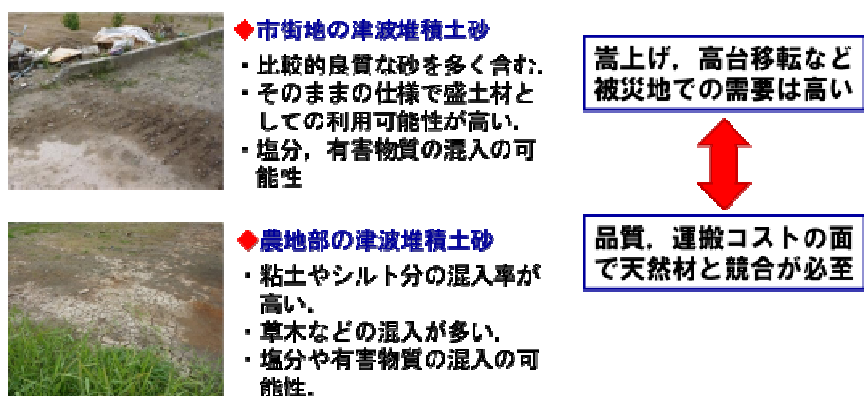 ◆市街地の津波堆積土砂
・比較的良質な砂を多く含む.
・そのままの仕様で盛土材と
しての利用可能性が高い.
・塩分，有害物質の混入の可
能性
◆農地部の津波堆積土砂
・粘土やシルト分の混入率が
高い.
・草木などの混入が多い.
・塩分や有害物質の混入の可
能性.
嵩上げ，高台移転など
被災地での需要は高い
品質，運搬コストの面
で天然材と競合が必至